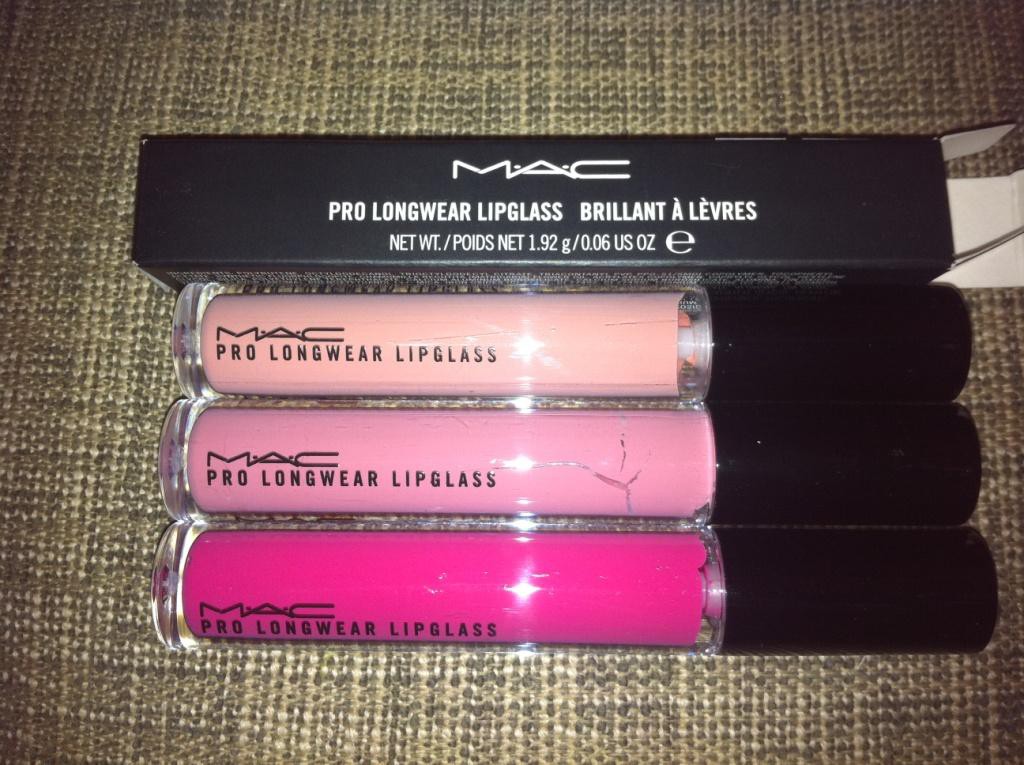 M·A·C
PRO LONGWEAR LIPGLASS BRILLANT À LÈVRES
NET WT./POIDS NET 1.92 g/0.06 US OZ ℮
M·A·C
PRO LONGWEAR LIPGLASS
M·A·C
PRO LONGWEAR LIPGLASS
M·A·C
PRO LONGWEAR LIPGLASS